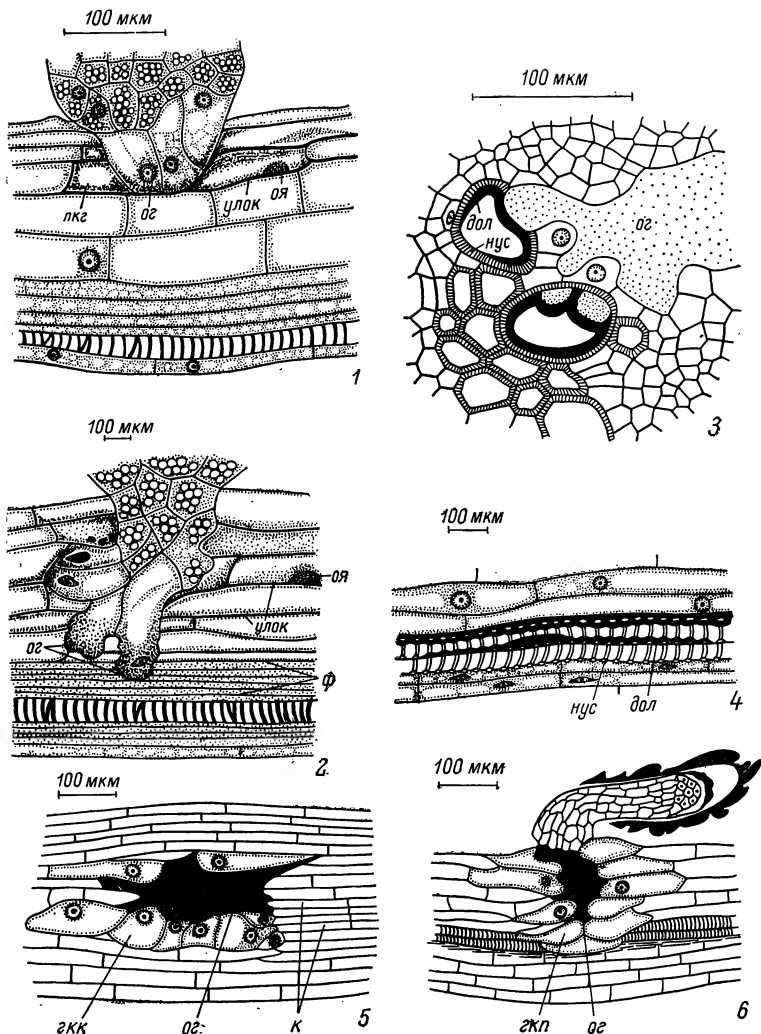 100 мкм
пкг
ог
улок
оя
1
100 мкм
дол
нус
ог
3
100 мкм
оя
улок
ог
ф
2
100 мкм
нус
дол
4
100 мкм
гкк
ог
к
5
100 мкм
гкп
ог
6